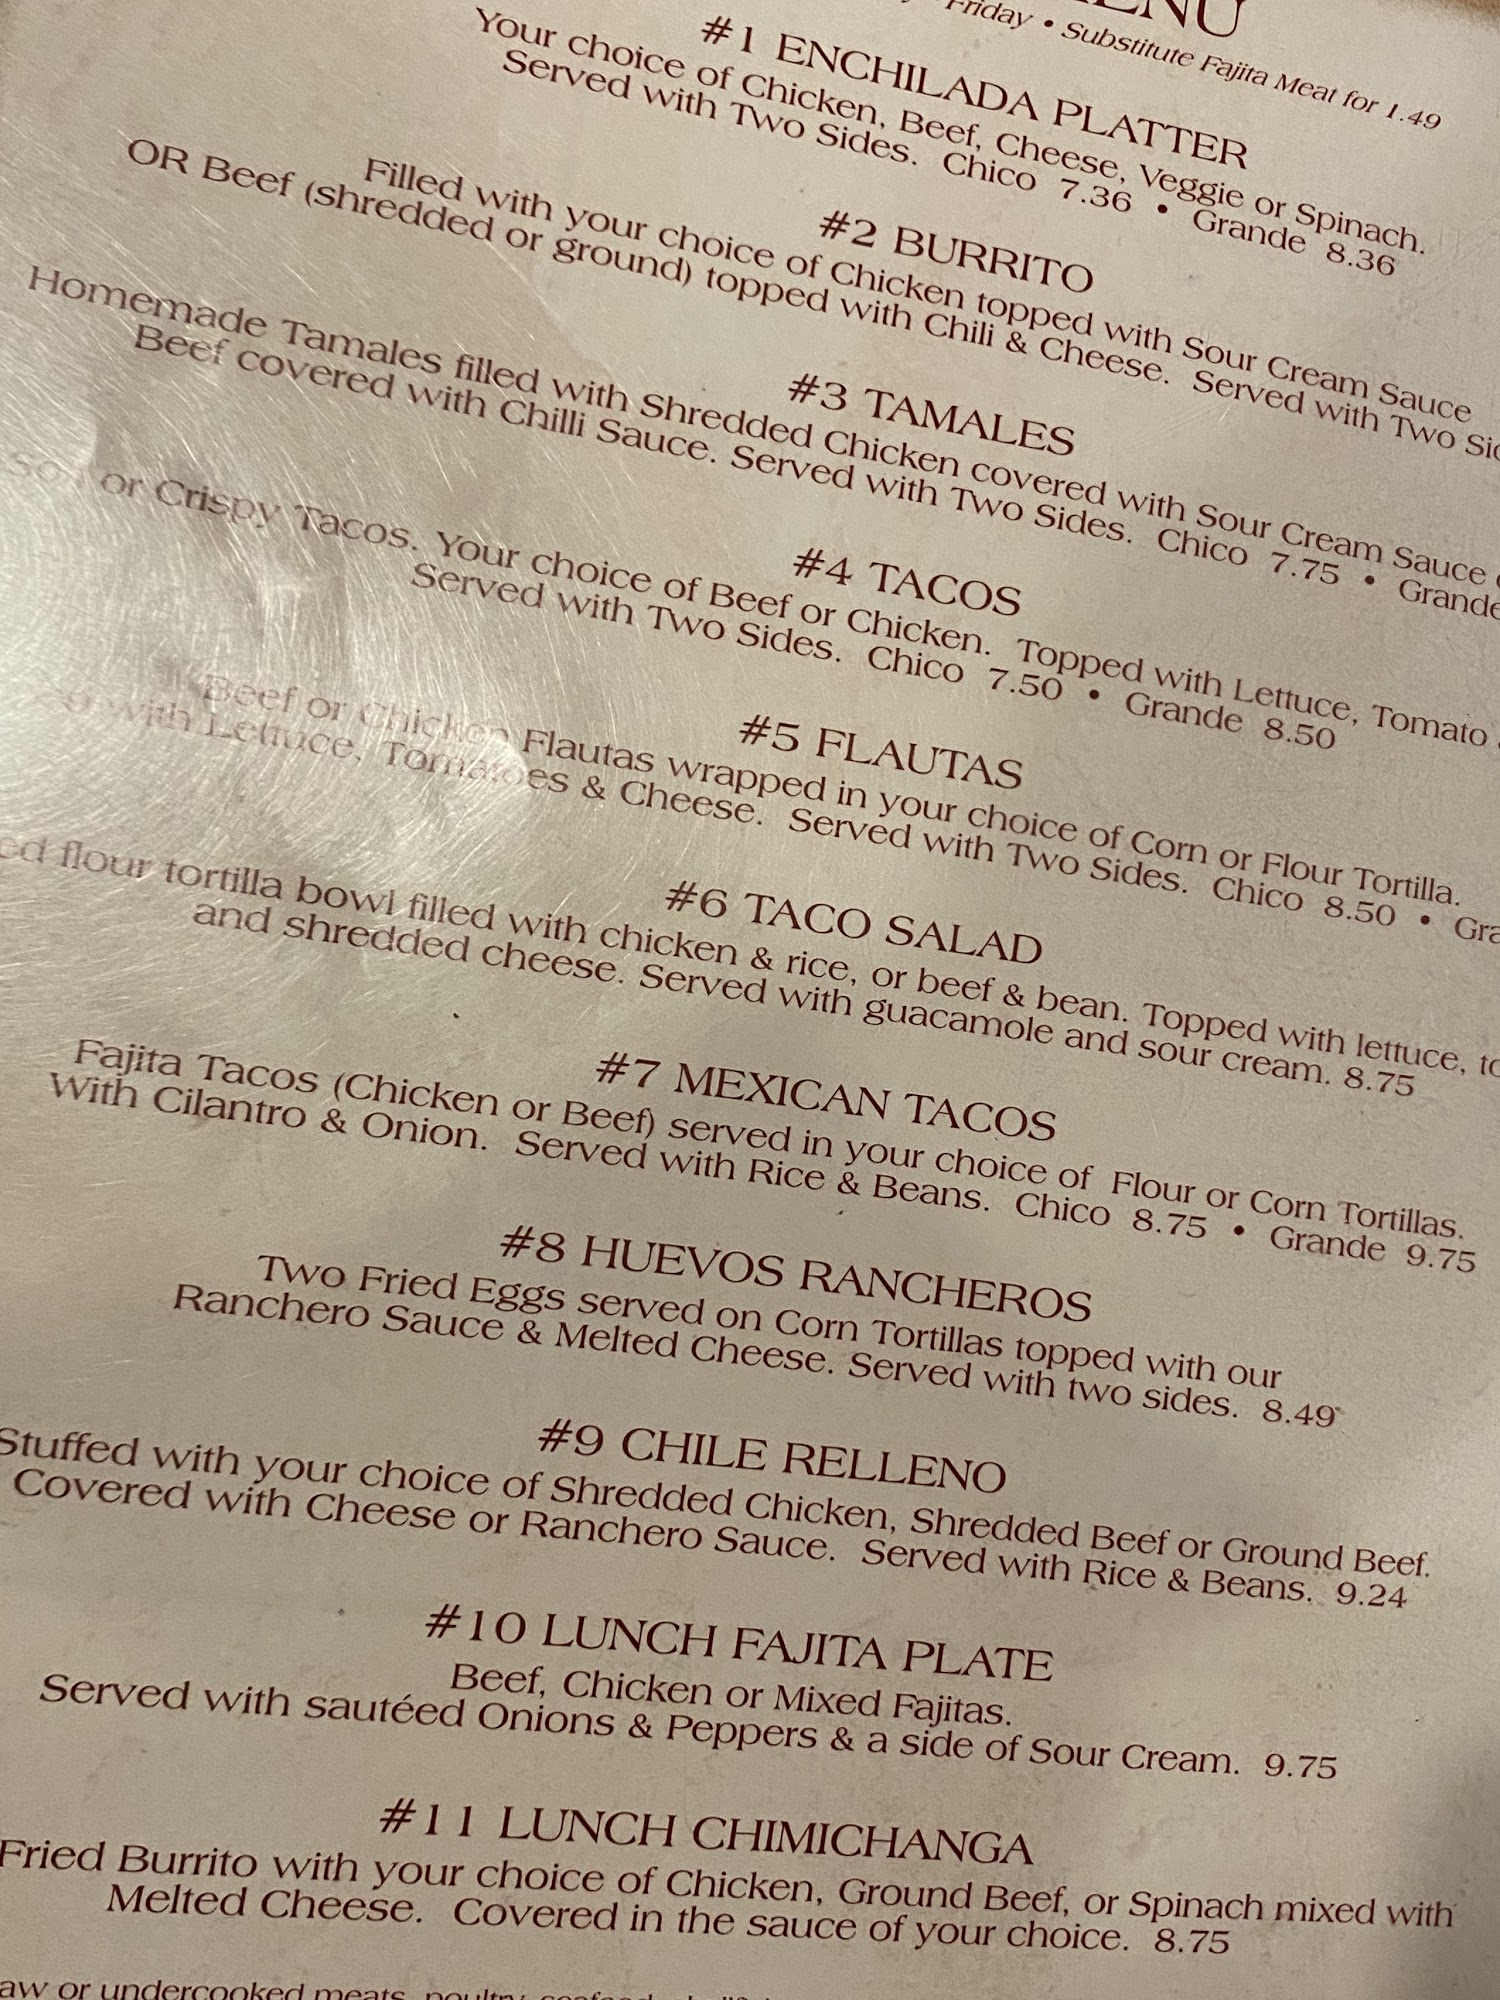 #1 ENCHILADA PLATTER
Friday • Substitute Fajita Meat for 1.49
Your choice of Chicken, Beef, Cheese, Veggie or Spinach.
Served with Two Sides. Chico 7.36 • Grande 8.36
#2 BURRITO
Filled with your choice of Chicken topped with Sour Cream Sauce
OR Beef (shredded or ground) topped with Chili & Cheese. Served with Two
#3 TAMALES
Homemade Tamales filled with Shredded Chicken covered with Sour Cream Sauce
Beef covered with Chilli Sauce. Served with Two Sides. Chico 7.75 • Grande
#4 TACOS
or Crispy Tacos. Your choice of Beef or Chicken. Topped with Lettuce, Tomato
Served with Two Sides. Chico 7.50 • Grande 8.50
#5 FLAUTAS
Beef or Chicken Flautas wrapped in your choice of Corn or Flour Tortilla.
with Lettuce, Tomatoes & Cheese. Served with Two Sides. Chico 8.50 •
#6 TACO SALAD
flour tortilla bowl filled with chicken & rice, or beef & bean. Topped with lettuce,
and shredded cheese. Served with guacamole and sour cream. 8.75
#7 MEXICAN TACOS
Fajita Tacos (Chicken or Beef) served in your choice of Flour or Corn Tortillas.
With Cilantro & Onion. Served with Rice & Beans. Chico 8.75 • Grande 9.75
#8 HUEVOS RANCHEROS
Two Fried Eggs served on Corn Tortillas topped with our
Ranchero Sauce & Melted Cheese. Served with two sides. 8.49
#9 CHILE RELLENO
Stuffed with your choice of Shredded Chicken, Shredded Beef or Ground Beef.
Covered with Cheese or Ranchero Sauce. Served with Rice & Beans. 9.24
#10 LUNCH FAJITA PLATE
Beef, Chicken or Mixed Fajitas.
Served with sautéed Onions & Peppers & a side of Sour Cream. 9.75
#11 LUNCH CHIMICHANGA
Fried Burrito with your choice of Chicken, Ground Beef, or Spinach mixed with
Melted Cheese. Covered in the sauce of your choice. 8.75
or undercooked meats, poultry,